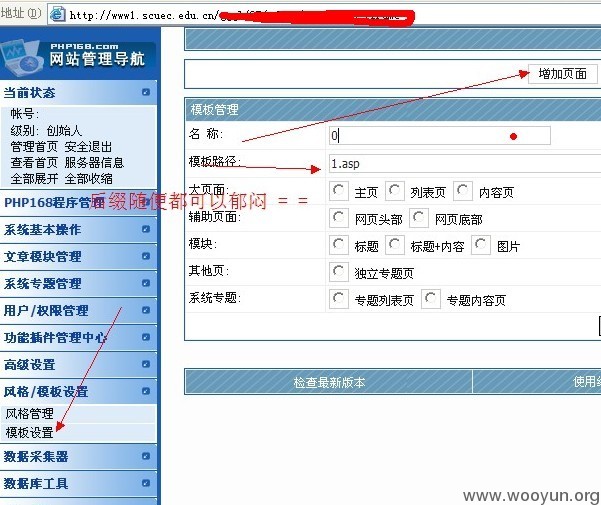 地址(D) http://www1.scuec.edu.cn/
PHP168.com
网站管理导航
增加页面
当前状态
帐号:
级别: 创始人
管理首页 安全退出
查看首页 服务器信息
全部展开 全部收缩
PHP168程序管理
系统基本操作
文章模块管理
系统专题管理
用户/权限管理
功能插件管理中心
高级设置
风格/模板设置
风格管理
模板设置
数据采集器
数据库工具
模板管理
名 称: 0
模板路径: 1.asp
后缀随便都可以郁闷 = =
大页面: 主页 列表页 内容页
辅助页面: 网页头部 网页底部
模块: 标题 标题+内容 图片
其他页: 独立专题页
系统专题: 专题列表页 专题内容页
检查最新版本
www.wooyun.org